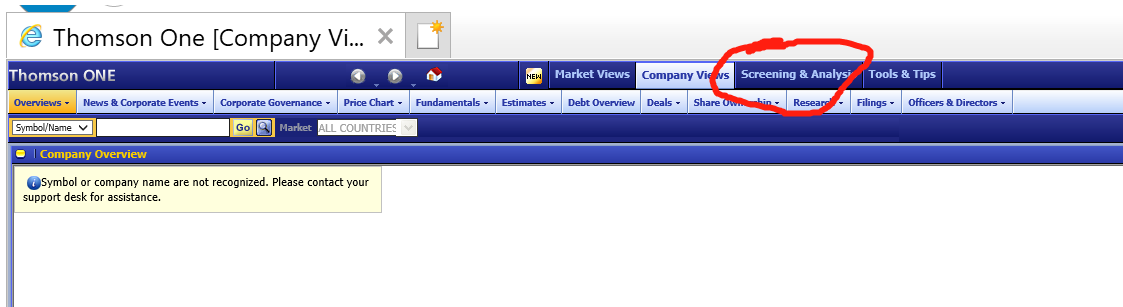 Thomson One [Company Vi...
Thomson ONE NEW Market Views Company Views Screening & Analysis Tools & Tips
Overviews News & Corporate Events Corporate Governance Price Chart Fundamentals Estimates Debt Overview Deals Share Ownership Research Filings Officers & Directors
Symbol/Name Go Market ALL COUNTRIES
Company Overview
Symbol or company name are not recognized. Please contact your
support desk for assistance.